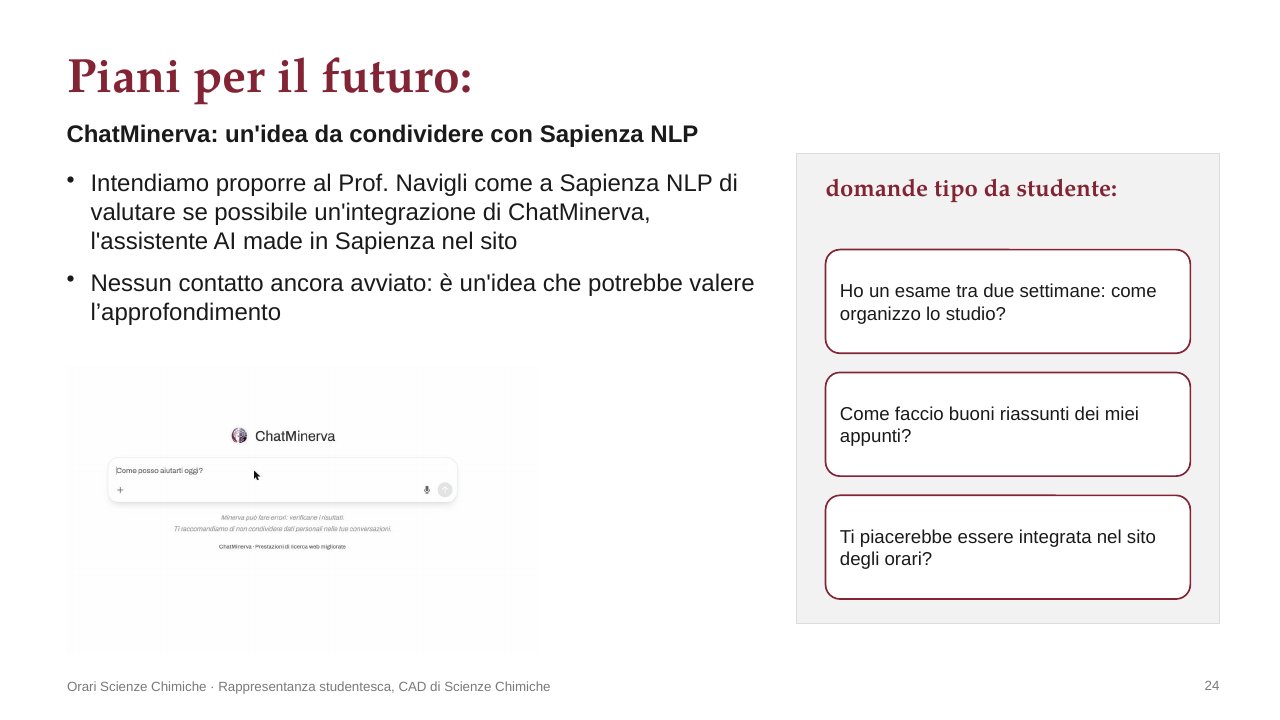 Piani per il futuro:
ChatMinerva: un'idea da condividere con Sapienza NLP
• Intendiamo proporre al Prof. Navigli come a Sapienza NLP di
valutare se possibile un'integrazione di ChatMinerva,
l'assistente AI made in Sapienza nel sito
• Nessun contatto ancora avviato: è un'idea che potrebbe valere
l’approfondimento
ChatMinerva
Come posso aiutarti oggi?
Minerva può fare errori: verificane i risultati.
Ti raccomandiamo di non condividere dati personali nelle tue conversazioni.
ChatMinerva - Prestazioni di ricerca web migliorate
domande tipo da studente:
Ho un esame tra due settimane: come
organizzo lo studio?
Come faccio buoni riassunti dei miei
appunti?
Ti piacerebbe essere integrata nel sito
degli orari?
Orari Scienze Chimiche · Rappresentanza studentesca, CAD di Scienze Chimiche
24